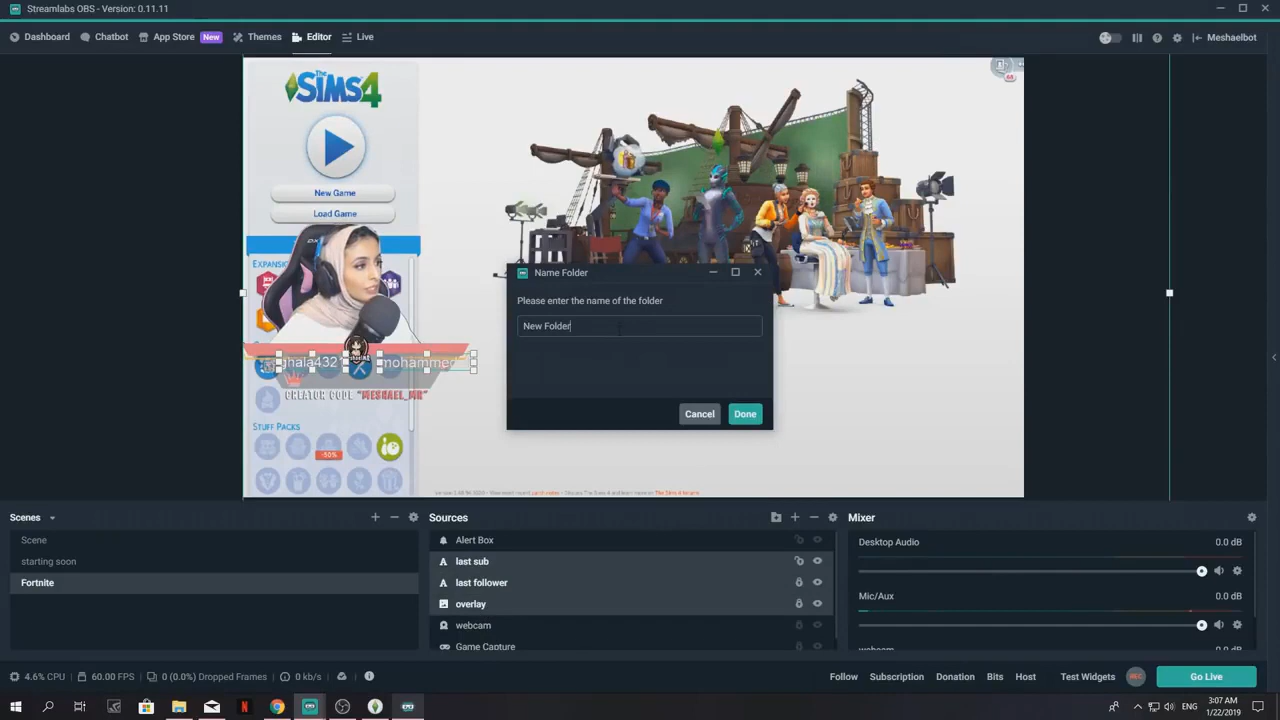 Streamlabs OBS - Version: 0.11.11
Dashboard
Chatbot
App Store
New
Themes
Editor
Live
Meshaelbot
THE SIMS 4
New Game
Load Game
68
Name Folder
Please enter the name of the folder
New Folder
Cancel
Done
ghala432
mohammed
CREATOR CODE "MESHAEL_MR"
STUFF PACKS
-50%
Scenes
Scene
starting soon
Fortnite
Sources
Alert Box
last sub
last follower
overlay
webcam
Game Capture
Mixer
Desktop Audio
0.0 dB
Mic/Aux
0.0 dB
4.6% CPU
60.00 FPS
0 (0.0%) Dropped Frames
0 kb/s
Follow
Subscription
Donation
Bits
Host
Test Widgets
REC
Go Live
ENG
3:07 AM
1/22/2019